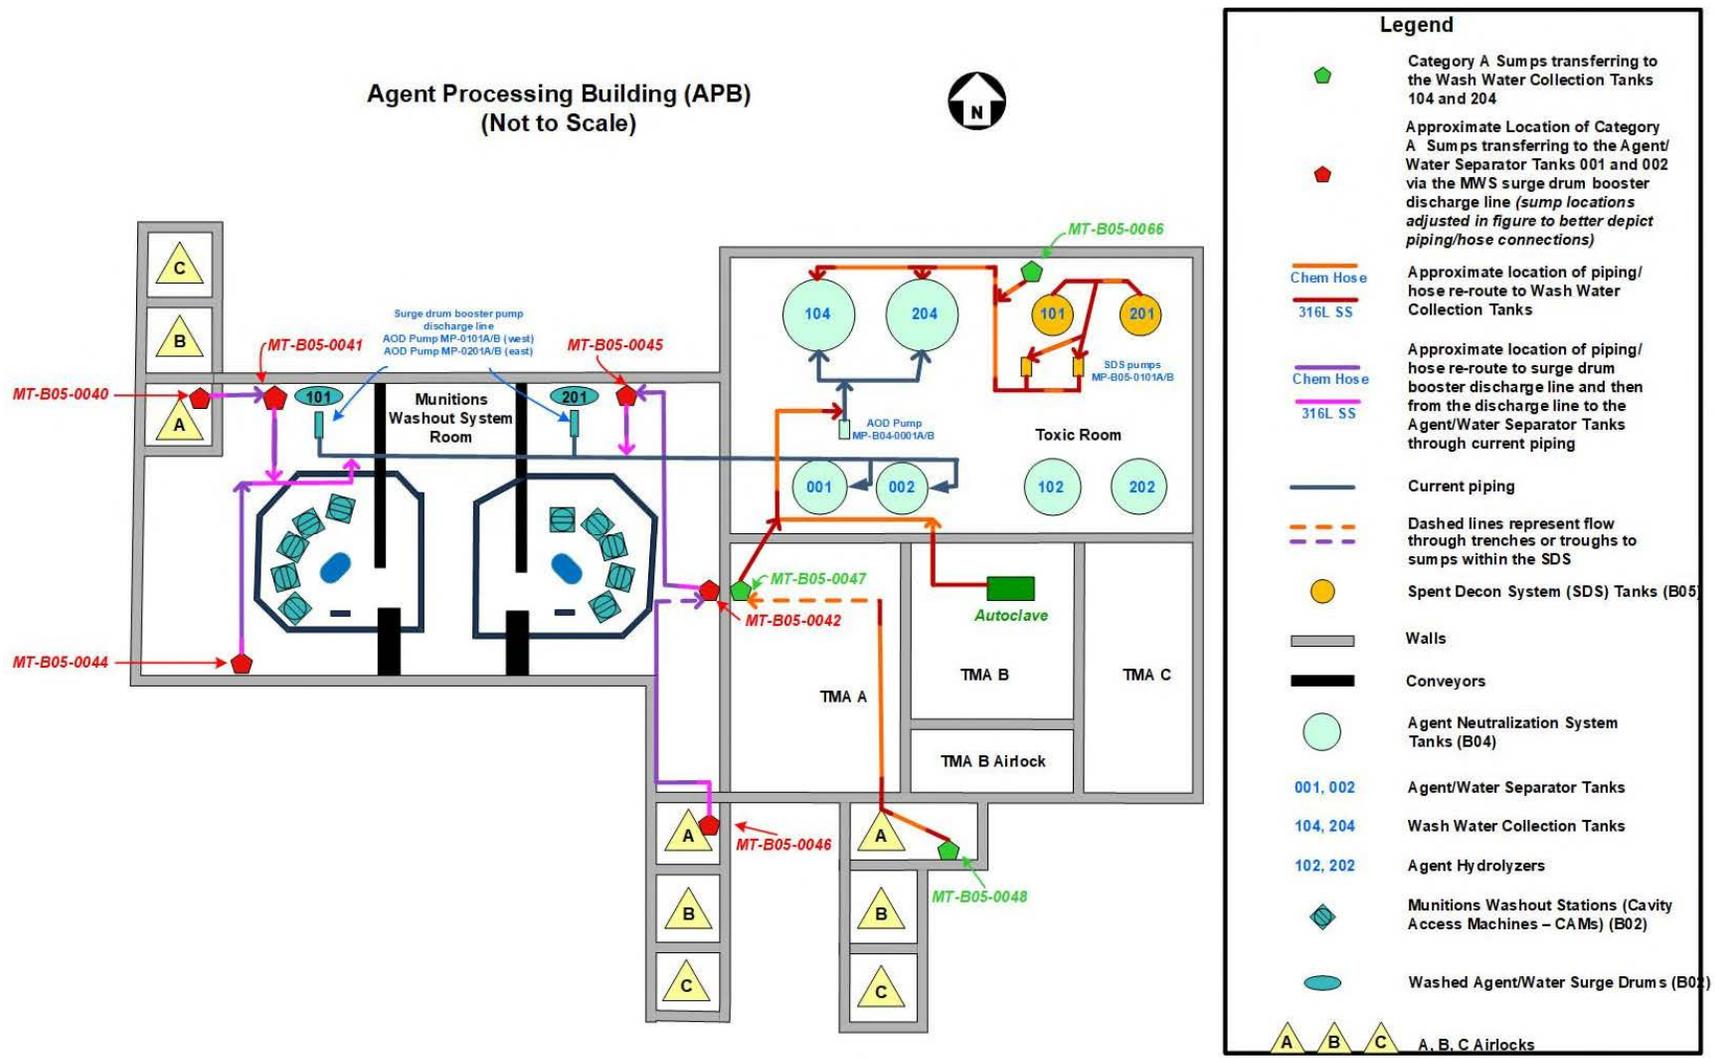 Agent Processing Building (APB)
(Not to Scale)
N
MT-B05-0066
C
B
A
Surge drum booster pump
discharge line
AOD Pump MP-0101A/B (west)
AOD Pump MP-0201A/B (east)
MT-B05-0041
MT-B05-0045
MT-B05-0040
101
201
Munitions
Washout System
Room
104
204
101
201
SDS pumps
MP-B05-0101A/B
AOD Pump
MP-B04-0001A/B
Toxic Room
001
002
102
202
MT-B05-0047
MT-B05-0042
Autoclave
MT-B05-0044
TMA A
TMA B
TMA C
TMA B Airlock
A
MT-B05-0046
A
MT-B05-0048
B
B
C
C
Legend
Category A Sumps transferring to
the Wash Water Collection Tanks
104 and 204
Approximate Location of Category
A Sumps transferring to the Agent/
Water Separator Tanks 001 and 002
via the MWS surge drum booster
discharge line (sump locations
adjusted in figure to better depict
piping/hose connections)
Chem Hose
316L SS
Approximate location of piping/
hose re-route to Wash Water
Collection Tanks
Chem Hose
316L SS
Approximate location of piping/
hose re-route to surge drum
booster discharge line and then
from the discharge line to the
Agent/Water Separator Tanks
through current piping
Current piping
Dashed lines represent flow
through trenches or troughs to
sumps within the SDS
Spent Decon System (SDS) Tanks (B05)
Walls
Conveyors
Agent Neutralization System
Tanks (B04)
001, 002 Agent/Water Separator Tanks
104, 204 Wash Water Collection Tanks
102, 202 Agent Hydrolyzers
Munitions Washout Stations (Cavity
Access Machines – CAMs) (B02)
Washed Agent/Water Surge Drums (B02)
A B C A, B, C Airlocks